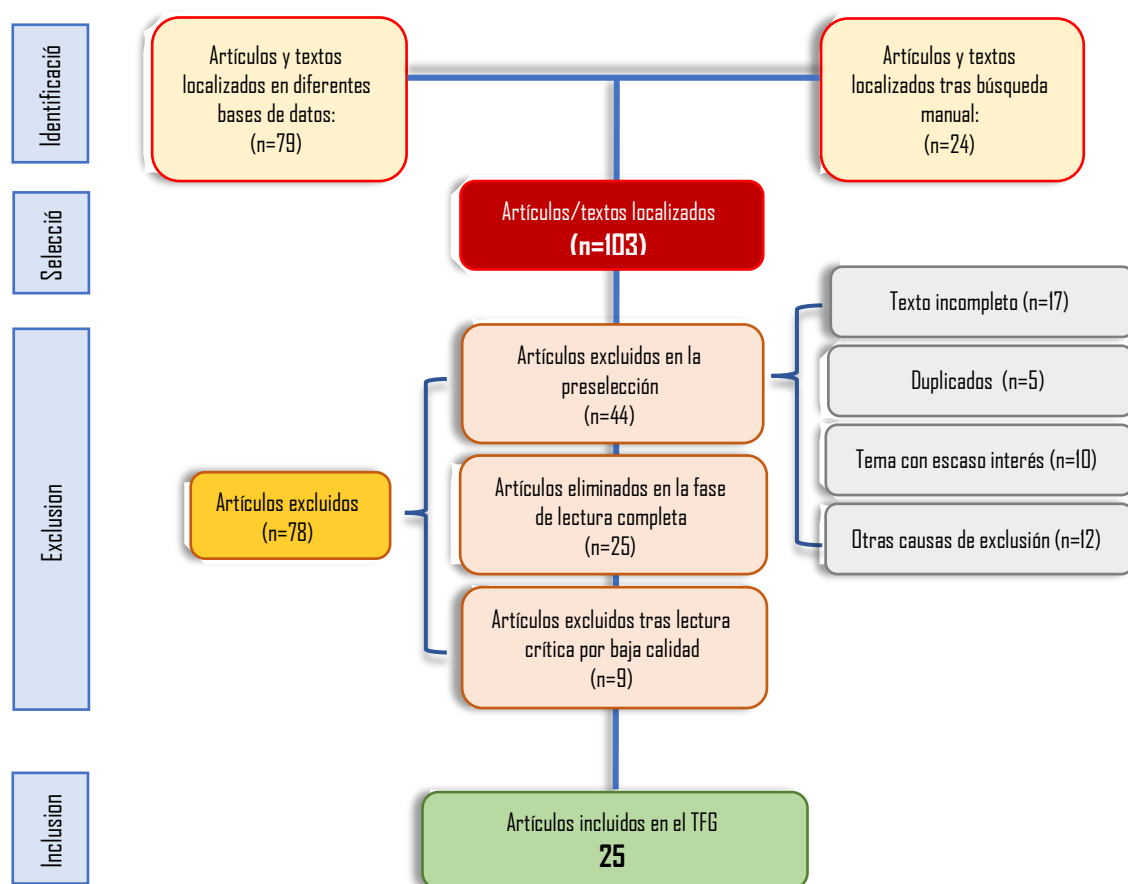 Identificació
Artículos y textos
localizados en diferentes
bases de datos:
(n=79)
Artículos y textos
localizados tras búsqueda
manual:
(n=24)
Selecció
Artículos/textos localizados
(n=103)
Exclusion
Artículos excluidos en la
preselección
(n=44)
Texto incompleto (n=17)
Duplicados (n=5)
Tema con escaso interés (n=10)
Otras causas de exclusión (n=12)
Artículos excluidos
(n=78)
Artículos eliminados en la fase
de lectura completa
(n=25)
Artículos excluidos tras lectura
crítica por baja calidad
(n=9)
Inclusion
Artículos incluidos en el TFG
25